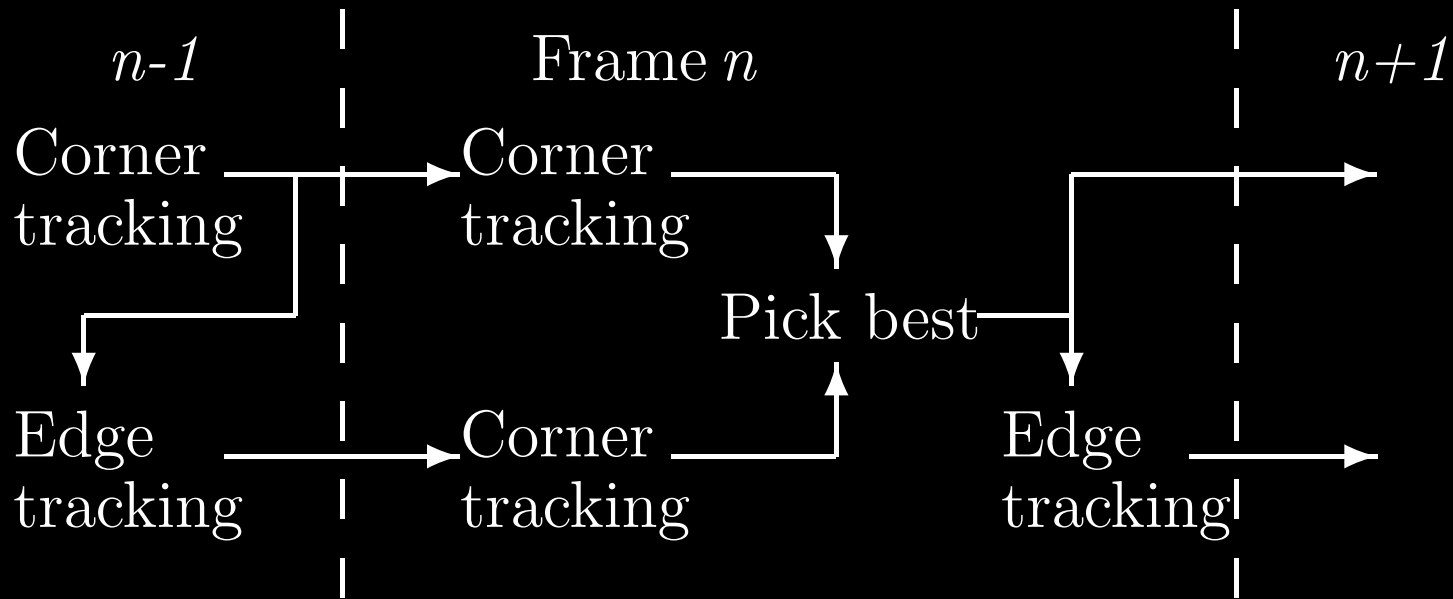 n-1
Frame n
n+1
Corner
tracking
Corner
tracking
Pick best
Edge
tracking
Corner
tracking
Edge
tracking